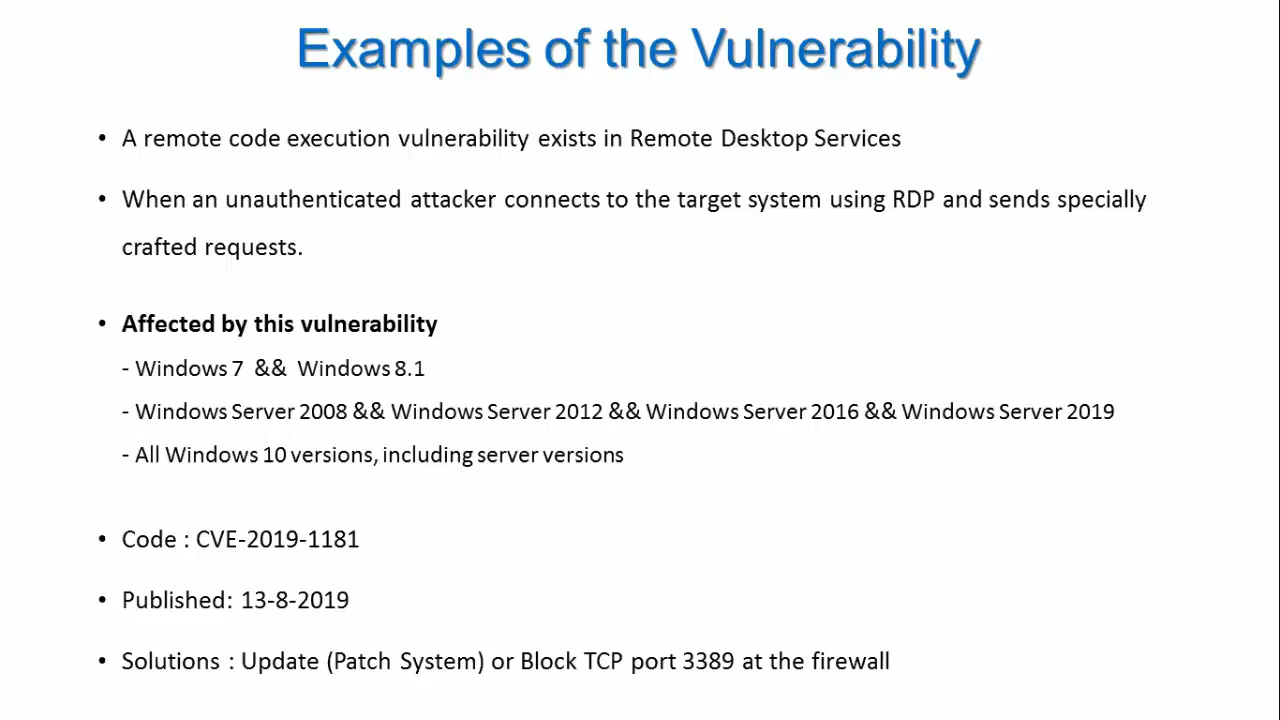 Examples of the Vulnerability
• A remote code execution vulnerability exists in Remote Desktop Services
• When an unauthenticated attacker connects to the target system using RDP and sends specially
crafted requests.
• Affected by this vulnerability
- Windows 7 && Windows 8.1
- Windows Server 2008 && Windows Server 2012 && Windows Server 2016 && Windows Server 2019
- All Windows 10 versions, including server versions
• Code : CVE-2019-1181
• Published: 13-8-2019
• Solutions : Update (Patch System) or Block TCP port 3389 at the firewall